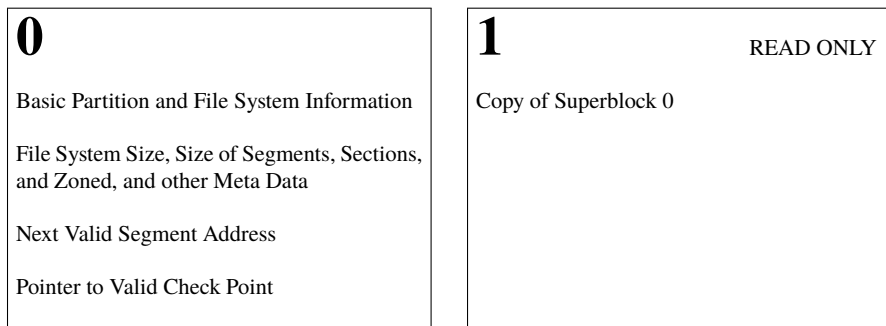 0
Basic Partition and File System Information
File System Size, Size of Segments, Sections,
and Zoned, and other Meta Data
Next Valid Segment Address
Pointer to Valid Check Point
1
READ ONLY
Copy of Superblock 0